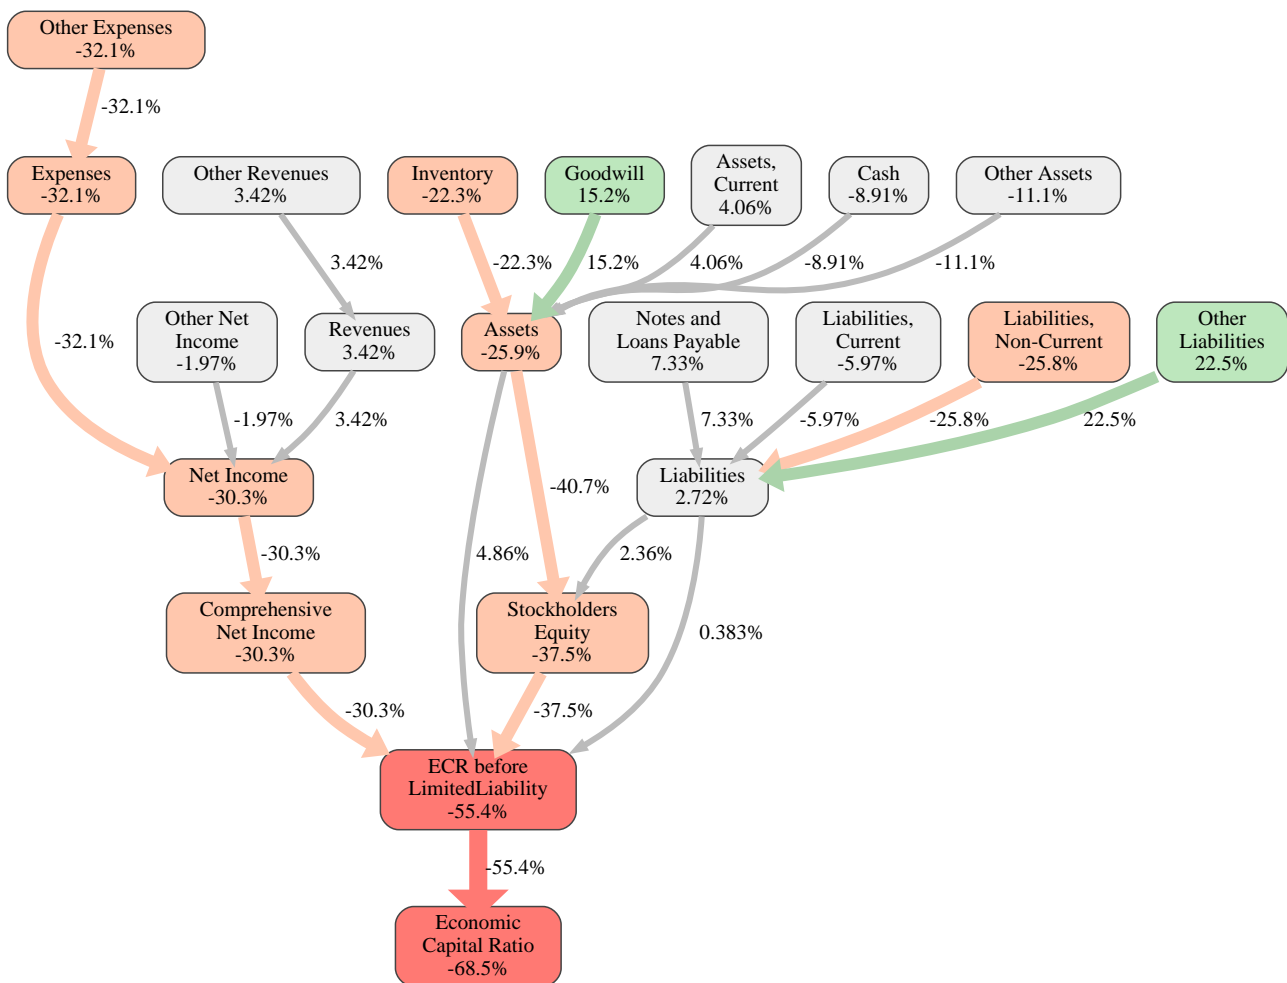 Other Expenses
-32.1%
-32.1%
Expenses
-32.1%
Other Revenues
3.42%
Inventory
-22.3%
Goodwill
15.2%
Assets,
Current
4.06%
Cash
-8.91%
Other Assets
-11.1%
3.42%
-22.3%
15.2%
4.06%
-8.91%
-11.1%
-32.1%
Other Net
Income
-1.97%
Revenues
3.42%
Assets
-25.9%
Notes and
Loans Payable
7.33%
Liabilities,
Current
-5.97%
Liabilities,
Non-Current
-25.8%
Other
Liabilities
22.5%
-1.97%
3.42%
7.33%
-5.97%
-25.8%
22.5%
Net Income
-30.3%
Liabilities
2.72%
-40.7%
-30.3%
4.86%
2.36%
0.383%
Comprehensive
Net Income
-30.3%
Stockholders
Equity
-37.5%
-30.3%
-37.5%
ECR before
LimitedLiability
-55.4%
-55.4%
Economic
Capital Ratio
-68.5%